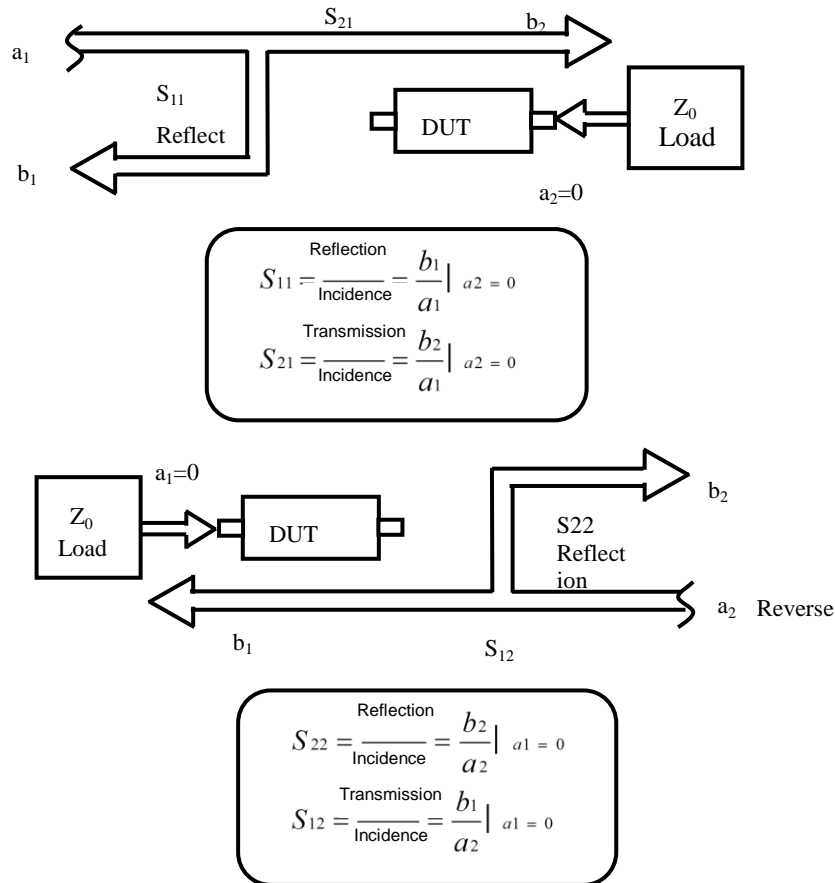 S21
b2
a1
S11
Reflect
b1
DUT
Z0
Load
a2=0
S11 = Reflection / Incidence = b1 / a1 | a2 = 0
S21 = Transmission / Incidence = b2 / a1 | a2 = 0
a1=0
Z0
Load
DUT
b2
S22
Reflect
ion
a2 Reverse
b1
S12
S22 = Reflection / Incidence = b2 / a2 | a1 = 0
S12 = Transmission / Incidence = b1 / a2 | a1 = 0